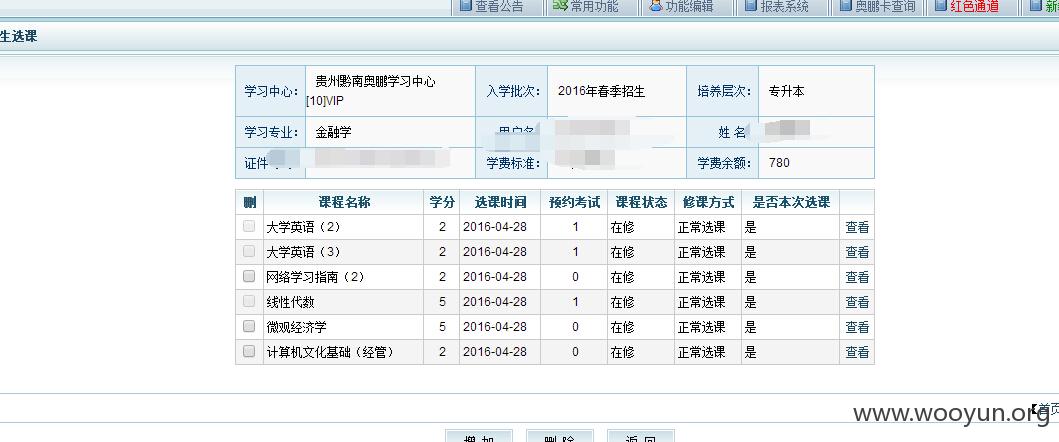 查看公告 常用功能 功能编辑 报表系统 奥鹏卡查询 红色通道
生选课
学习中心: 贵州黔南奥鹏学习中心[10]VIP 入学批次: 2016年春季招生 培养层次: 专升本
学习专业: 金融学 用户名 姓名
证件 学费标准: 学费余额: 780
删 课程名称 学分 选课时间 预约考试 课程状态 修课方式 是否本次选课
大学英语（2） 2 2016-04-28 1 在修 正常选课 是 查看
大学英语（3） 2 2016-04-28 1 在修 正常选课 是 查看
网络学习指南（2） 2 2016-04-28 0 在修 正常选课 是 查看
线性代数 5 2016-04-28 1 在修 正常选课 是 查看
微观经济学 5 2016-04-28 0 在修 正常选课 是 查看
计算机文化基础（经管） 2 2016-04-28 0 在修 正常选课 是 查看
【首页
www.wooyun.org
增 加 删 除 返 回